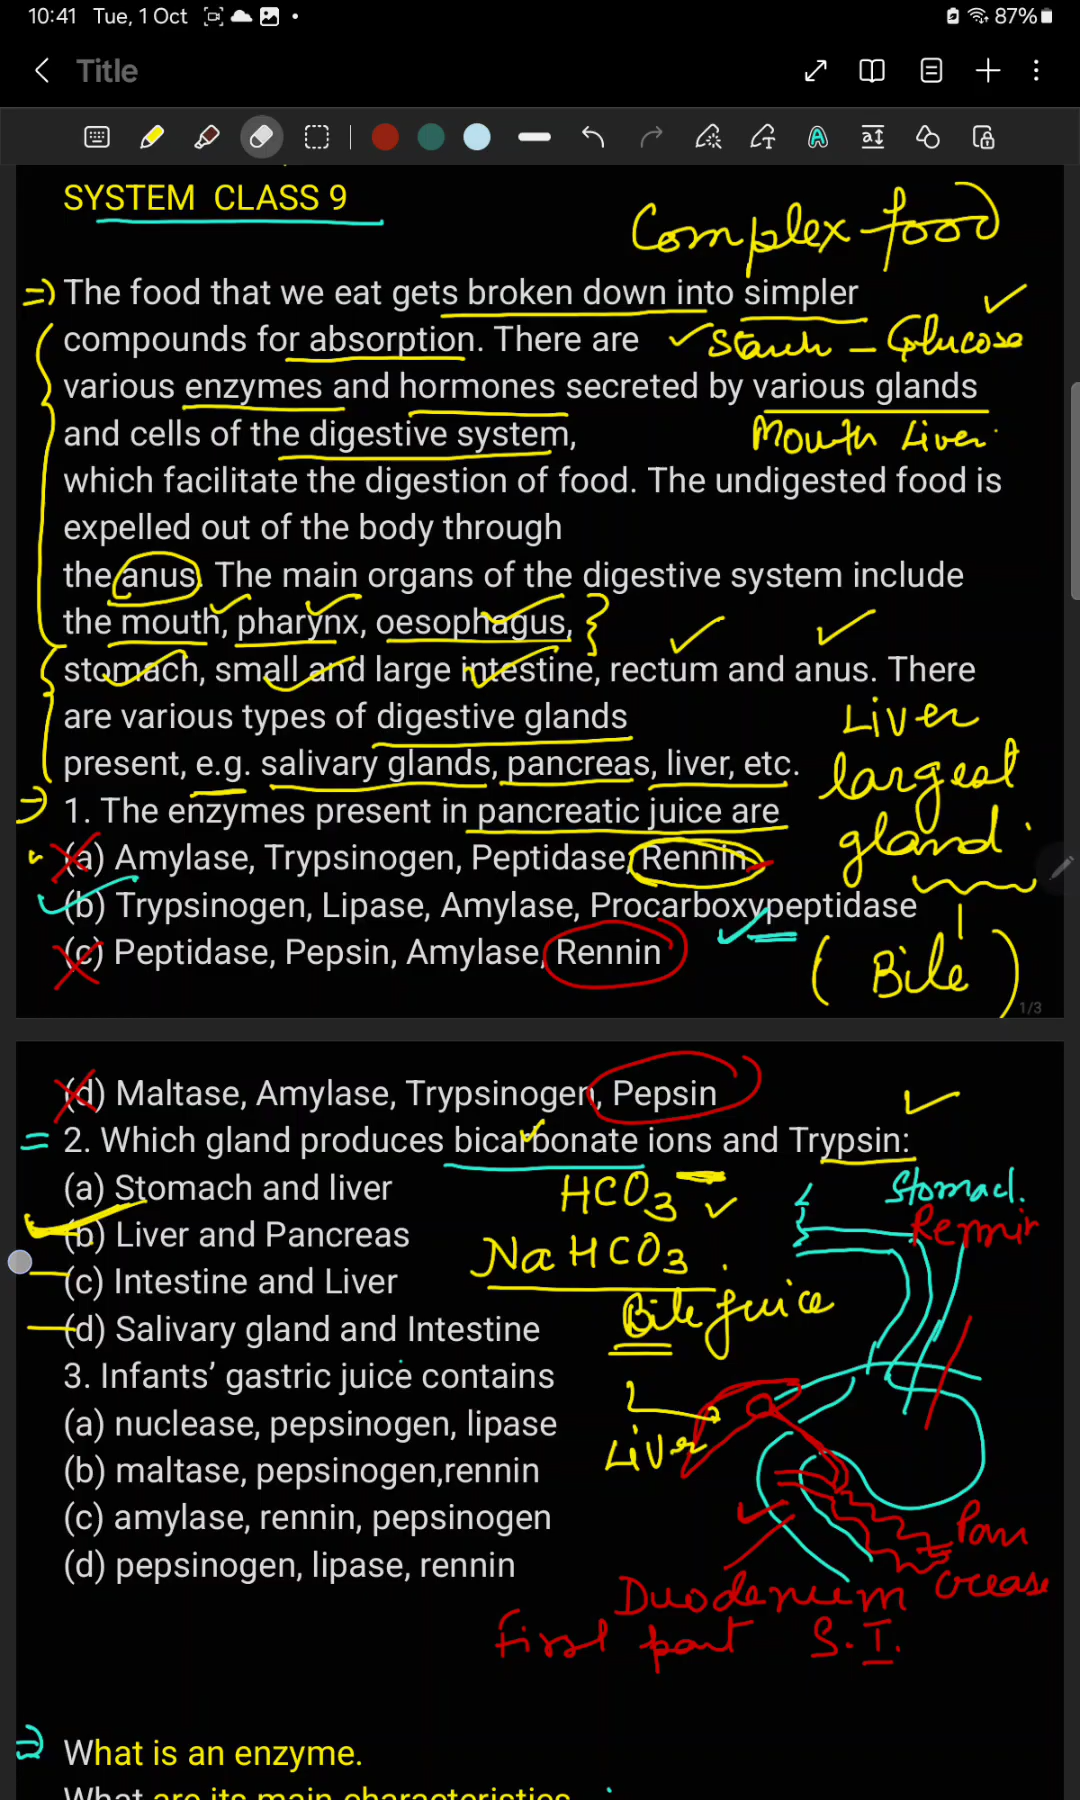 10:41 Tue, 1 Oct
87%
Title
SYSTEM CLASS 9
Complex food
=) The food that we eat gets broken down into simpler
compounds for absorption. There are
Starch - Glucose
various enzymes and hormones secreted by various glands
and cells of the digestive system,
Mouth Liver
which facilitate the digestion of food. The undigested food is
expelled out of the body through
the anus. The main organs of the digestive system include
the mouth, pharynx, oesophagus,
stomach, small and large intestine, rectum and anus. There
are various types of digestive glands
present, e.g. salivary glands, pancreas, liver, etc.
Liver
largest
gland
(Bile)
1. The enzymes present in pancreatic juice are
(a) Amylase, Trypsinogen, Peptidase, Rennin
(b) Trypsinogen, Lipase, Amylase, Procarboxypeptidase
(c) Peptidase, Pepsin, Amylase, Rennin
1/3
(d) Maltase, Amylase, Trypsinogen, Pepsin
= 2. Which gland produces bicarbonate ions and Trypsin:
(a) Stomach and liver
(b) Liver and Pancreas
(c) Intestine and Liver
(d) Salivary gland and Intestine
HCO3
NaHCO3
Bile juice
Liver
Stomach.
Rennin
3. Infants' gastric juice contains
(a) nuclease, pepsinogen, lipase
(b) maltase, pepsinogen,rennin
(c) amylase, rennin, pepsinogen
(d) pepsinogen, lipase, rennin
Pan
crease
Duodenum
First part S.I.
What is an enzyme.
What are its main characteristics